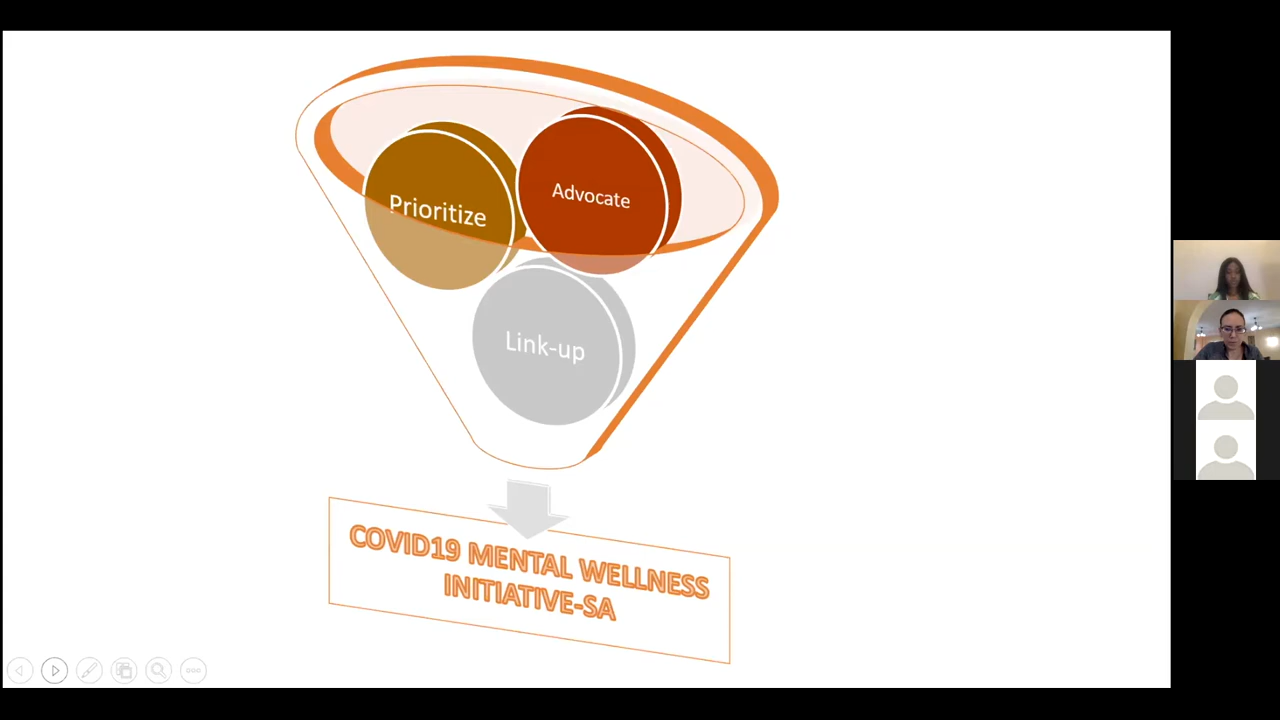 Prioritize
Advocate
Link-up
COVID19 MENTAL WELLNESS
INITIATIVE-SA